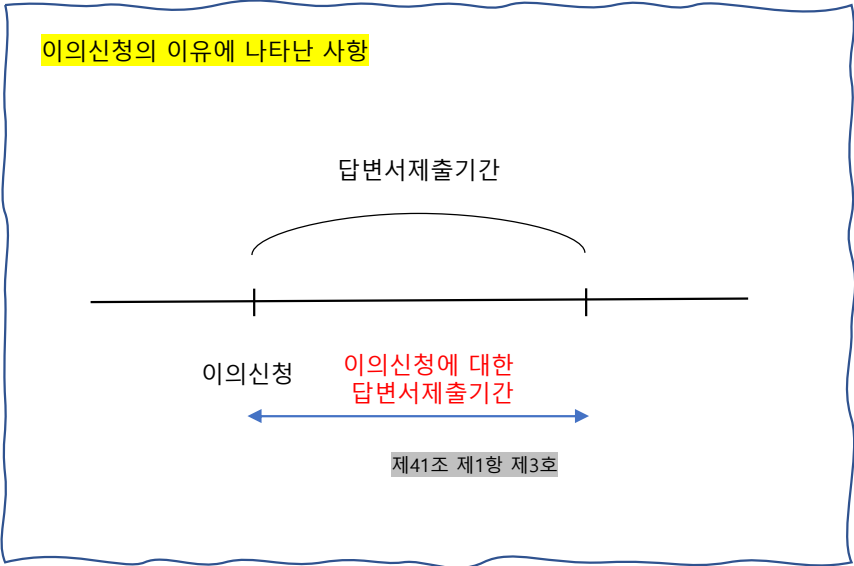 이의신청의 이유에 나타난 사항
답변서제출기간
이의신청
이의신청에 대한
답변서제출기간
제41조 제1항 제3호